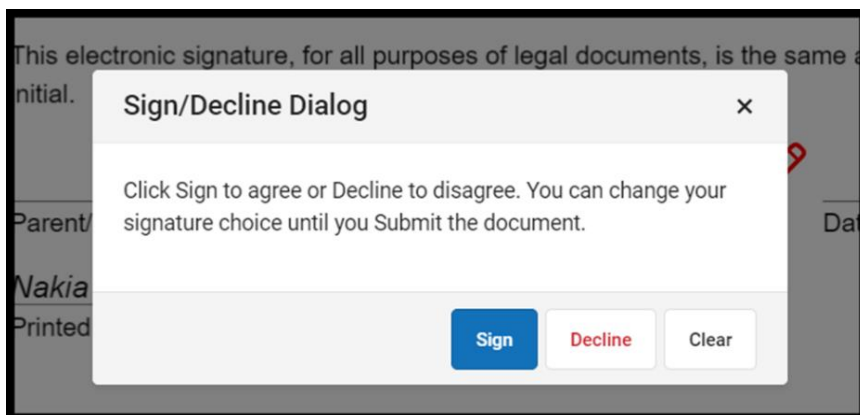 This electronic signature, for all purposes of legal documents, is the same
nitial.
Sign/Decline Dialog
×
Click Sign to agree or Decline to disagree. You can change your
signature choice until you Submit the document.
Parent/
Nakia
Printed
Sign Decline Clear